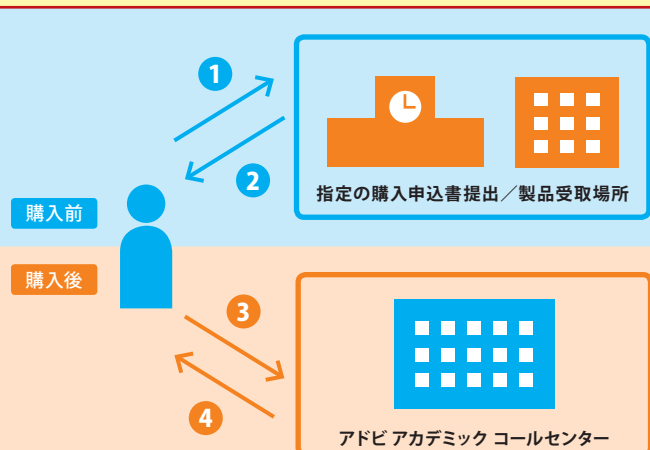 1
2
指定の購入申込書提出／製品受取場所
購入前
購入後
3
4
アドビ アカデミック コールセンター